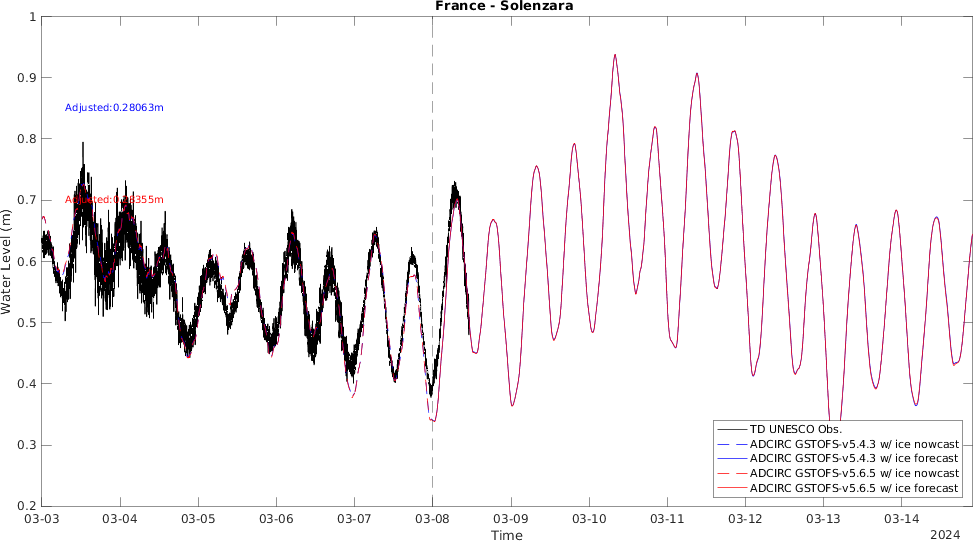 France - Solenzara
1
0.9
0.8
0.7
0.6
0.5
0.4
0.3
0.2
Water Level (m)
Adjusted:0.28063m
03-03
03-04
03-05
03-06
03-07
03-08
03-09
03-10
03-11
03-12
03-13
03-14
Time
2024
TD UNESCO Obs.
ADCIRC GSTOFS-v5.4.3 w/ ice nowcast
ADCIRC GSTOFS-v5.4.3 w/ ice forecast
ADCIRC GSTOFS-v5.6.5 w/ ice nowcast
ADCIRC GSTOFS-v5.6.5 w/ ice forecast